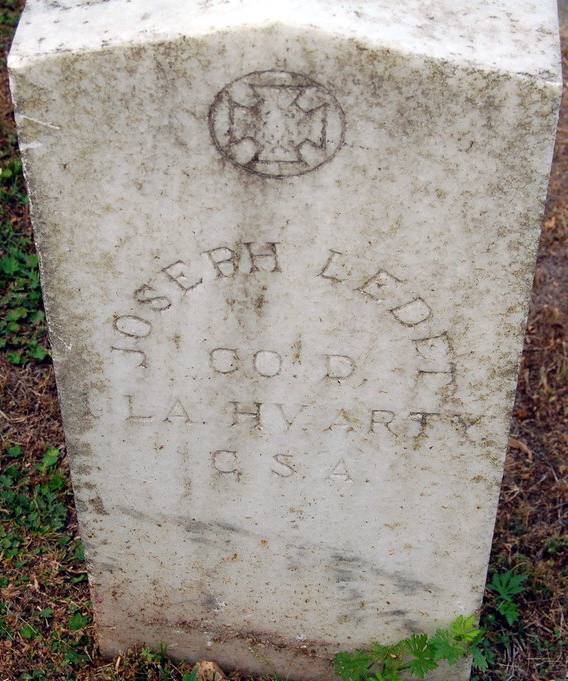 JOSEPH LEDET
CO. D
1 LA. HV. ARTY
C S A